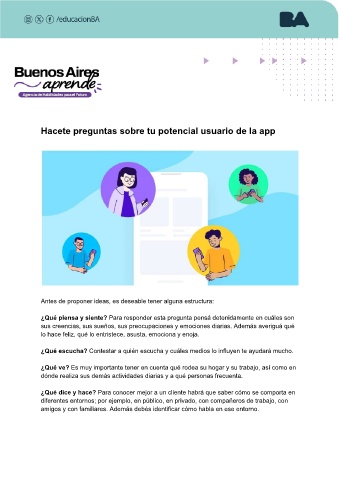 /educacionBA
BA
Buenos Aires
aprende
Agencia de Habilidades para el Futuro
Hacete preguntas sobre tu potencial usuario de la app
Antes de proponer ideas, es deseable tener alguna estructura:
¿Qué piensa y siente? Para responder esta pregunta pensá detenidamente en cuáles son
sus creencias, sus sueños, sus preocupaciones y emociones diarias. Además averiguá qué
lo hace feliz, qué lo entristece, asusta, emociona y enoja.
¿Qué escucha? Contestar a quién escucha y cuáles medios lo influyen te ayudará mucho.
¿Qué ve? Es muy importante tener en cuenta qué rodea su hogar y su trabajo, así como en
dónde realiza sus demás actividades diarias y a qué personas frecuenta.
¿Qué dice y hace? Para conocer mejor a un cliente habrá que saber cómo se comporta en
diferentes entornos; por ejemplo, en público, en privado, con compañeros de trabajo, con
amigos y con familiares. Además debés identificar cómo habla en ese entorno.